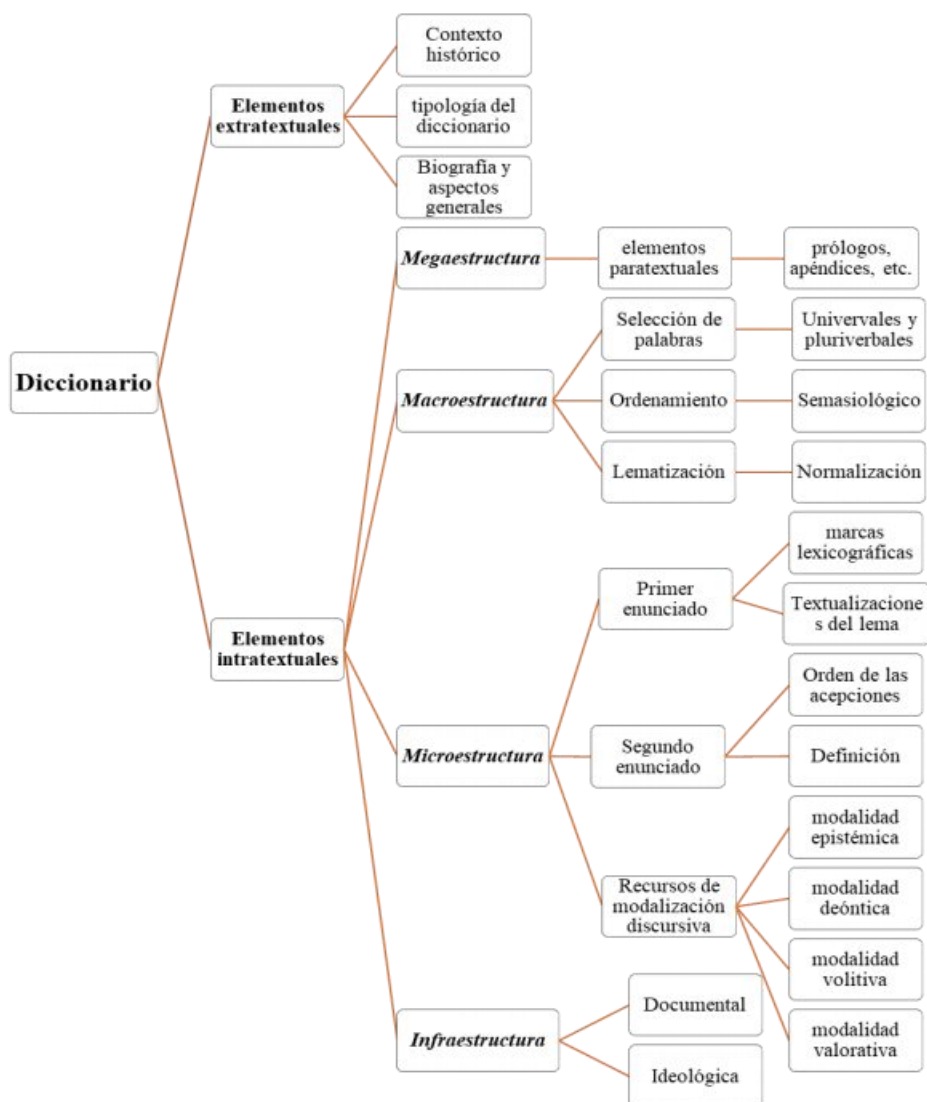 Contexto
histórico
Elementos
extratextuales
tipología del
diccionario
Biografía y
aspectos
generales
Megaestructura
elementos
paratextuales
prólogos,
apéndices, etc.
Selección de
palabras
Univervales y
pluriverbales
Diccionario
Macroestructura
Ordenamiento
Semasiológico
Lematización
Normalización
marcas
lexicográficas
Primer
enunciado
Textualizacione
s del lema
Elementos
intratextuales
Orden de las
acepciones
Microestructura
Segundo
enunciado
Definición
modalidad
epistémica
Recursos de
modalización
discursiva
modalidad
deóntica
modalidad
volitiva
Documental
modalidad
valorativa
Infraestructura
Ideológica